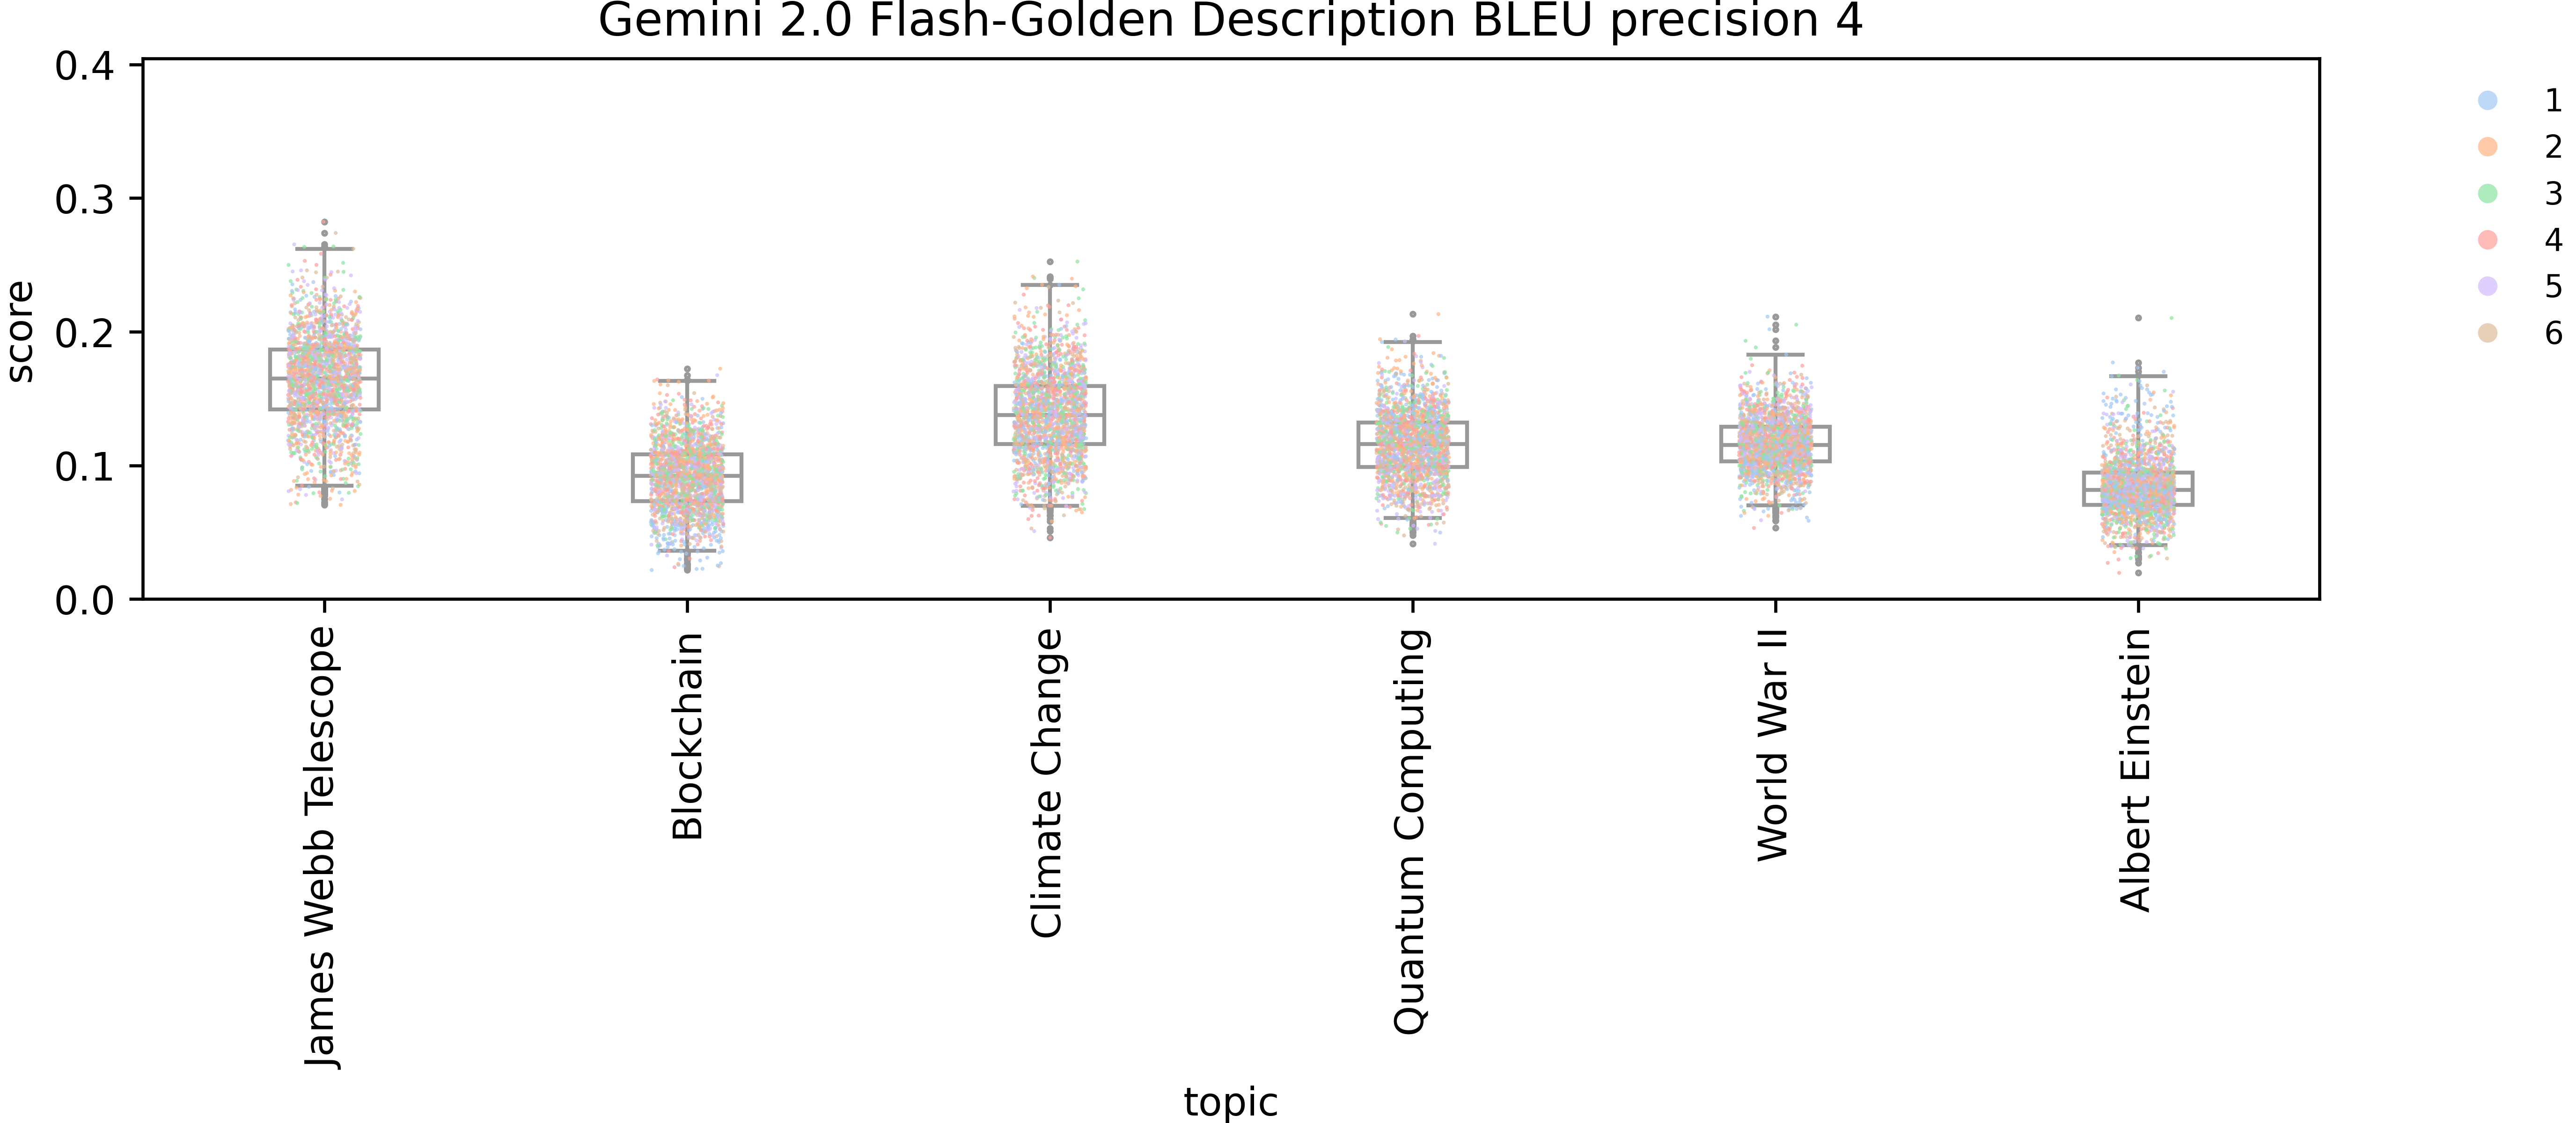 Gemini 2.0 Flash-Golden Description BLEU precision 4
0.4
0.3
0.2
0.1
0.0
score
James Webb Telescope
Blockchain
Climate Change
Quantum Computing
World War II
Albert Einstein
topic
1
2
3
4
5
6